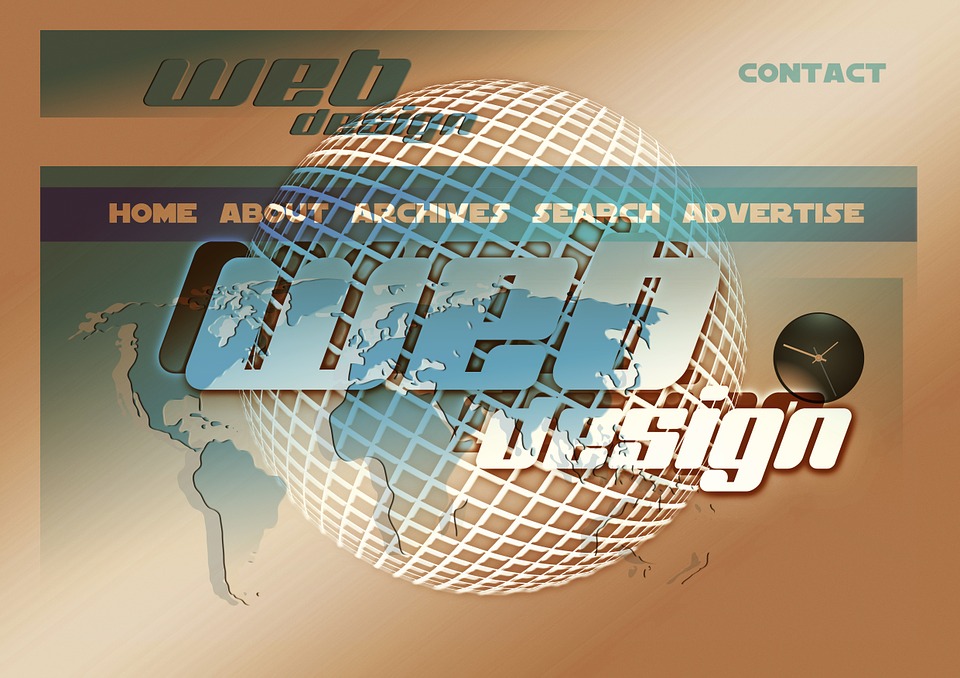 web
design
CONTACT
HOME ABOUT ARCHIVES SEARCH ADVERTISE
web
design